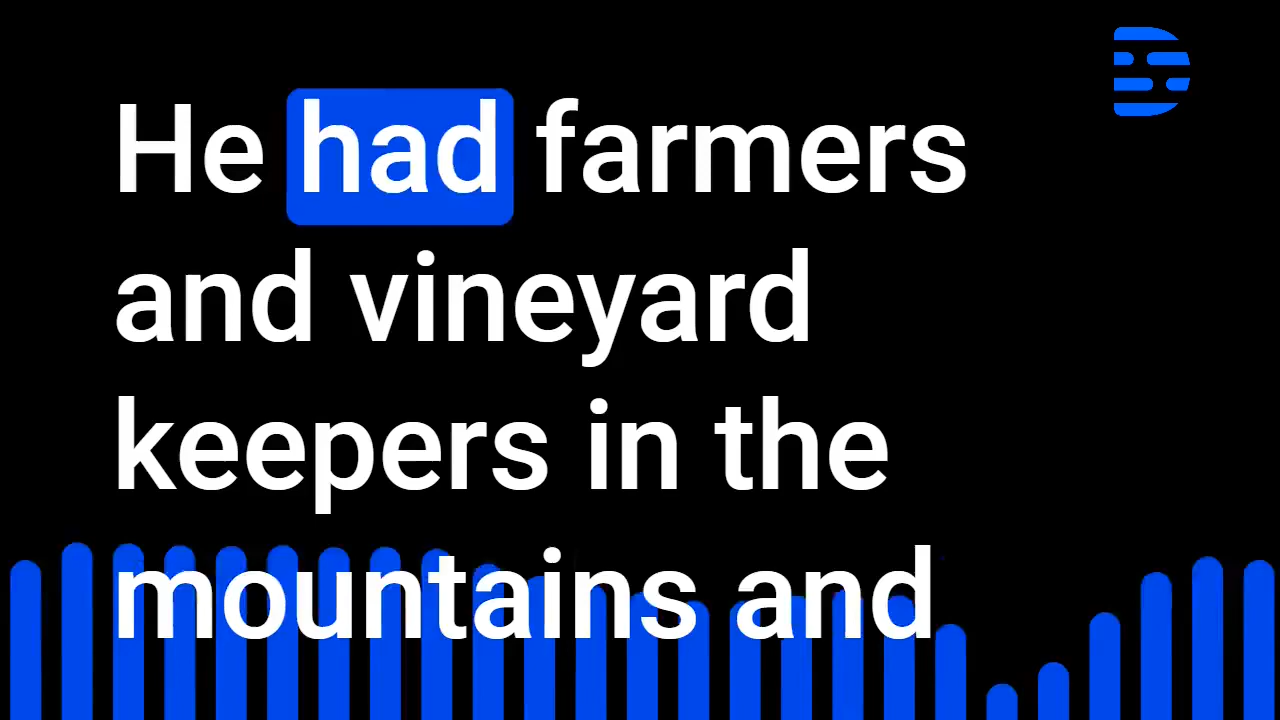 He had farmers
and vineyard
keepers in the
mountains and